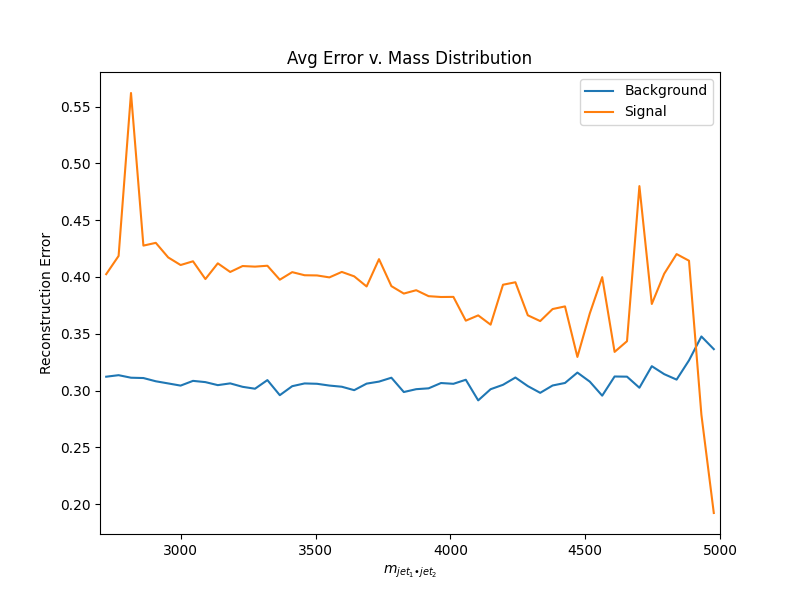 Avg Error v. Mass Distribution
Background
Signal
0.55
0.50
0.45
0.40
0.35
0.30
0.25
0.20
Reconstruction Error
3000 3500 4000 4500 5000
m_{jet_1•jet_2}